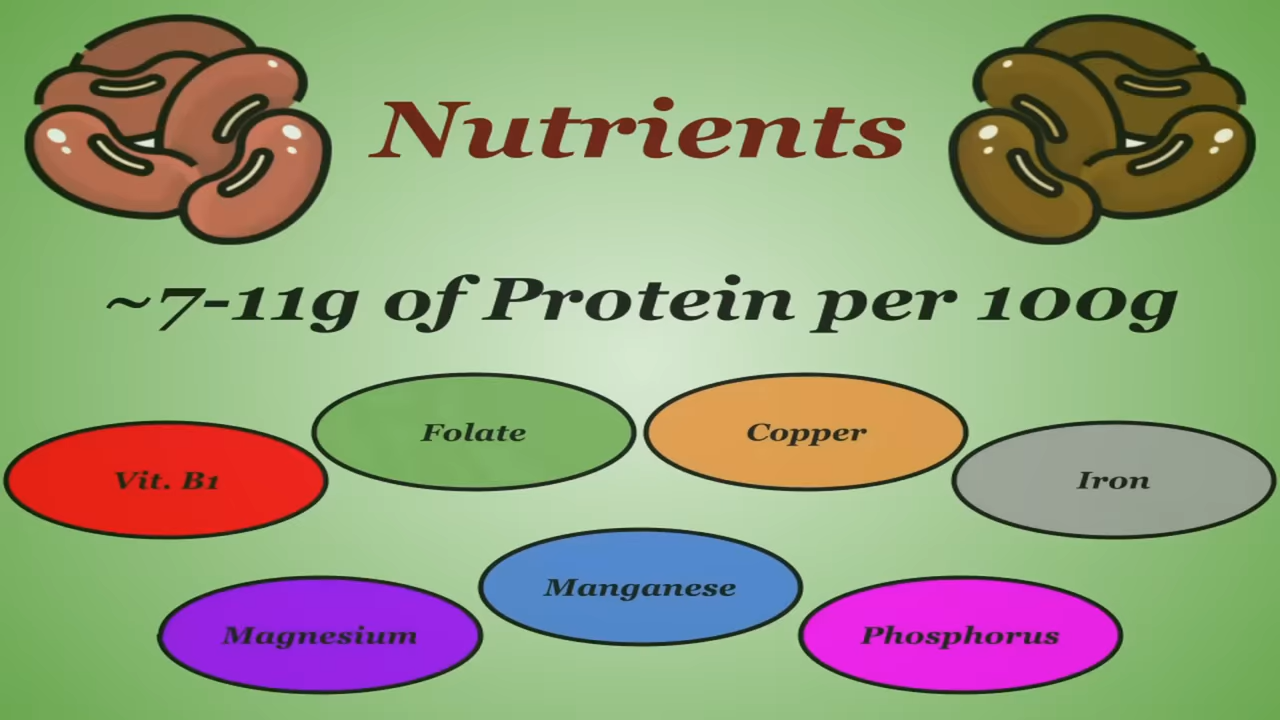 Nutrients
~7-11g of Protein per 100g
Folate
Copper
Vit. B1
Iron
Manganese
Magnesium
Phosphorus